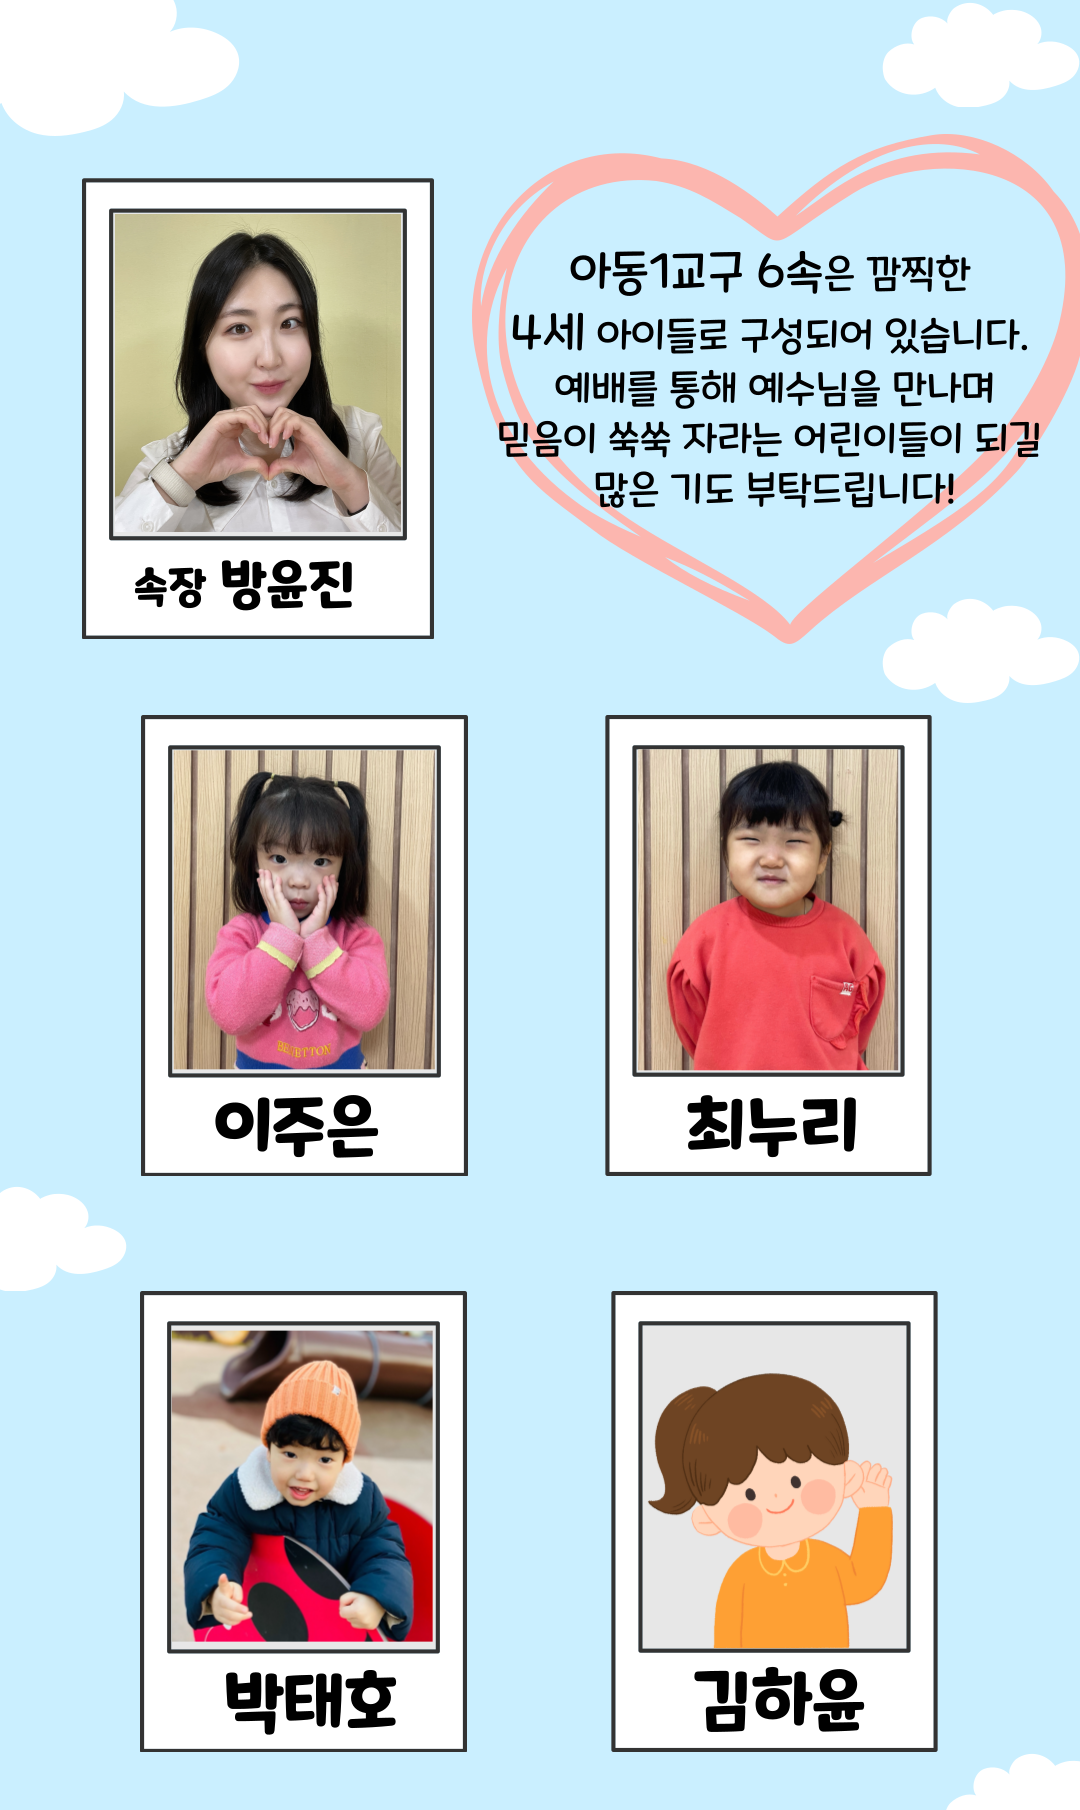 아동1교구 6속은 깜찍한
4세 아이들로 구성되어 있습니다.
예배를 통해 예수님을 만나며
믿음이 쑥쑥 자라는 어린이들이 되길
많은 기도 부탁드립니다!
속장 방윤진
BENETTON
이주은
최누리
박태호
김하윤